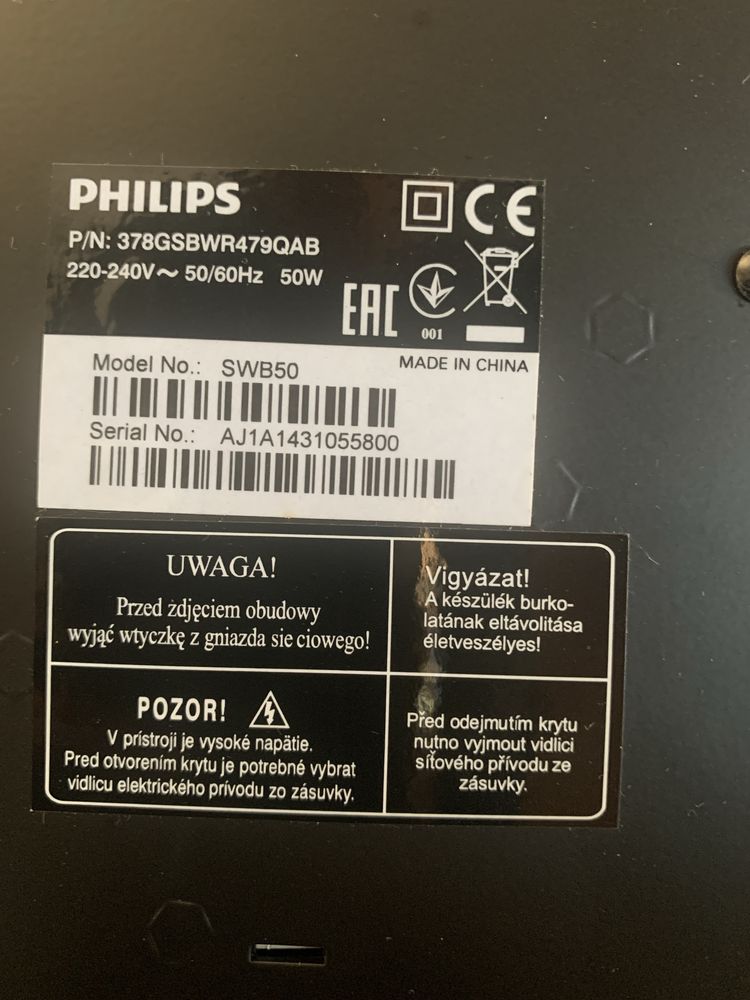 PHILIPS
P/N: 378GSBWR479QAB
220-240V~ 50/60Hz 50W
CE
EAC
001
Model No.: SWB50
MADE IN CHINA
Serial No.: AJ1A1431055800
UWAGA!
Przed zdjęciem obudowy
wyjąć wtyczkę z gniazda sie ciowego!
Vigyázat!
A készülék burko-
latának eltávolitása
életveszélyes!
POZOR!
V prístroji je vysoké napätie.
Pred otvorením krytu je potrebné vybrat
vidlicu elektrického prívodu zo zásuvky.
Před odejmutím krytu
nutno vyjmout vidlici
síťového přívodu ze
zásuvky.